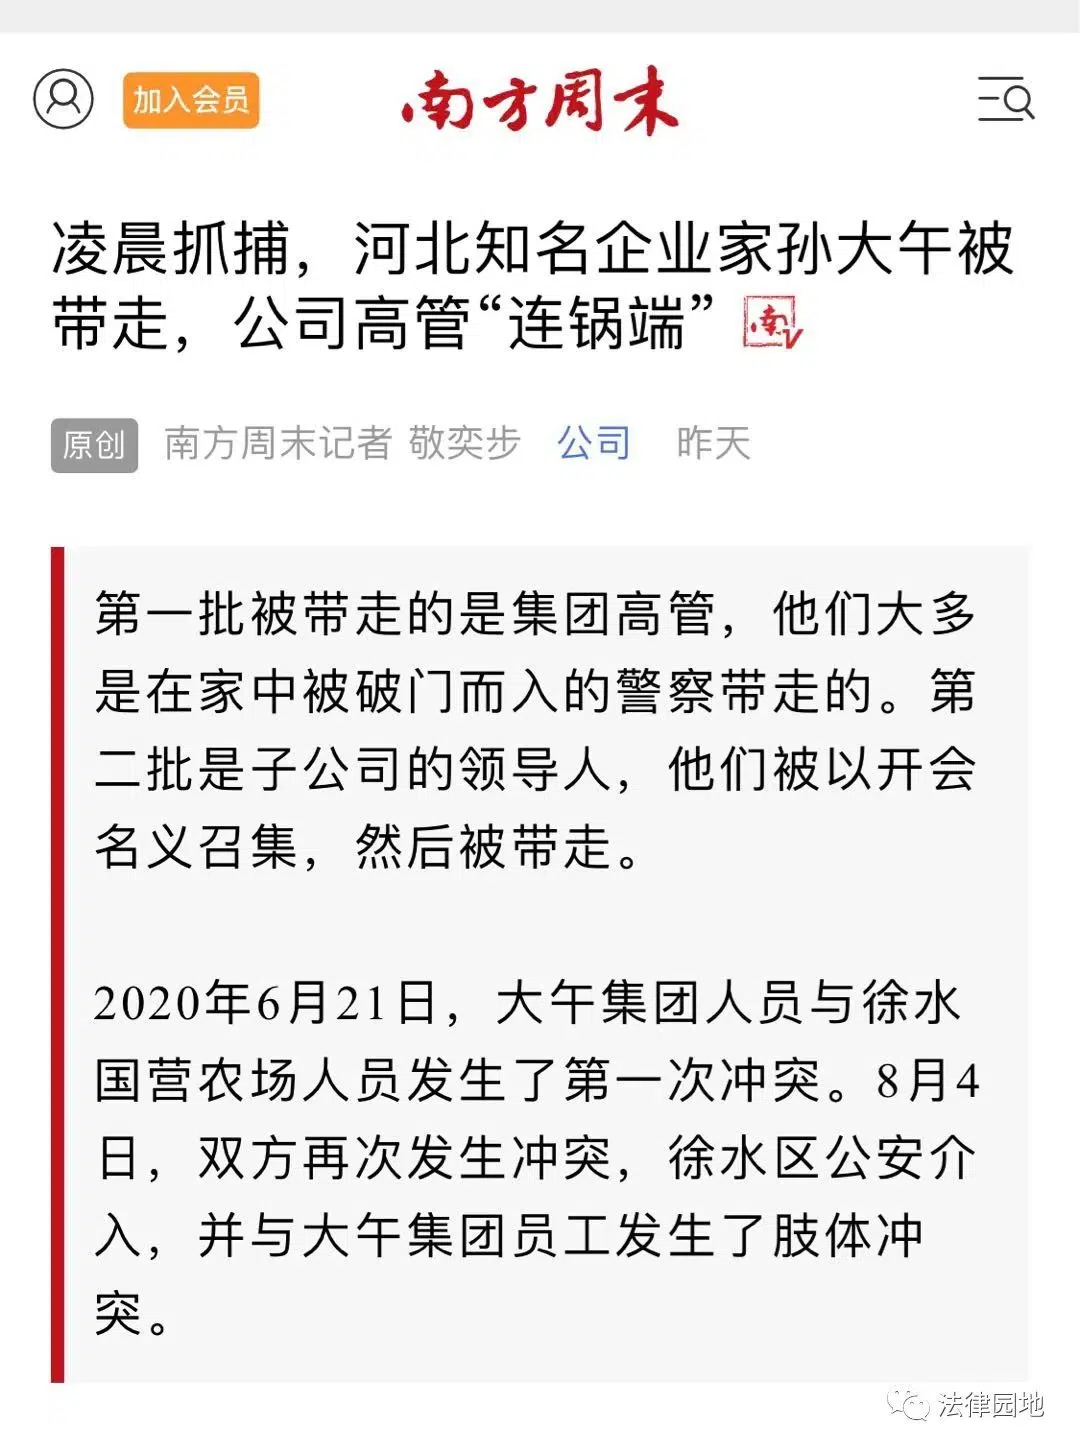 加入会员
南方周末
凌晨抓捕，河北知名企业家孙大午被
带走，公司高管“连锅端”
南V
原创 南方周末记者 敬奕步 公司 昨天
第一批被带走的是集团高管，他们大多
是在家中被破门而入的警察带走的。第
二批是子公司的领导人，他们被以开会
名义召集，然后被带走。
2020年6月21日，大午集团人员与徐水
国营农场人员发生了第一次冲突。8月4
日，双方再次发生冲突，徐水区公安介
入，并与大午集团员工发生了肢体冲
突。
法律园地